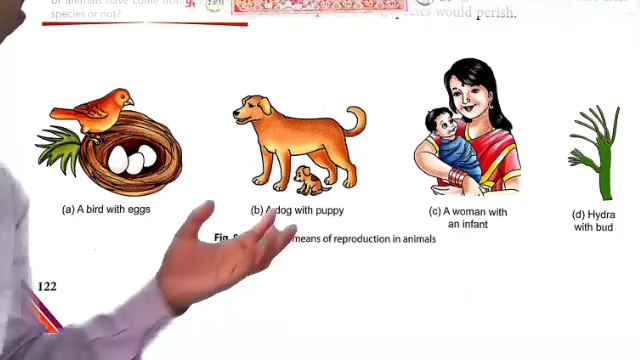 species or not?
species would perish.
(a) A bird with eggs
(b) A dog with puppy
(c) A woman with
an infant
(d) Hydra
with bud
means of reproduction in animals
122